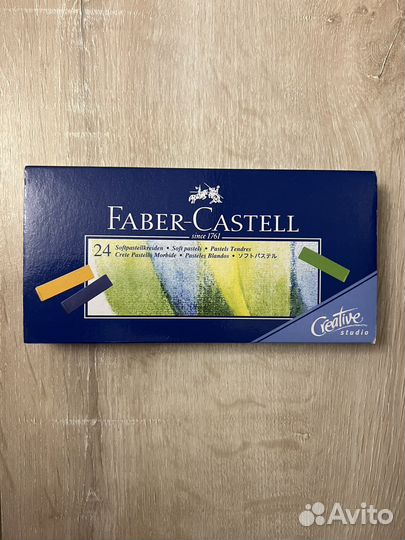 FABER-CASTELL
since 1761
24 Softpastellkreiden • Soft pastels • Pastels Tendres
Crete Pastello Morbide • Pasteles Blandos • ソフトパステル
Creative
studio
Avito